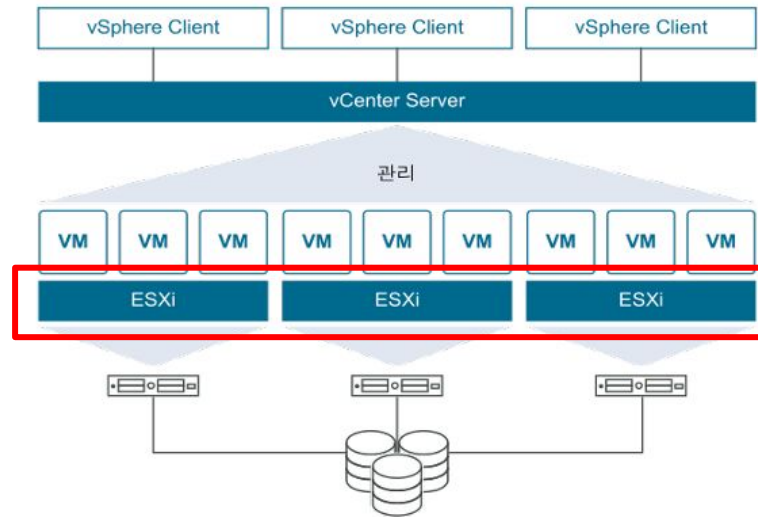 vSphere Client vSphere Client vSphere Client
vCenter Server
관리
VM VM VM VM VM VM VM VM VM
ESXi ESXi ESXi